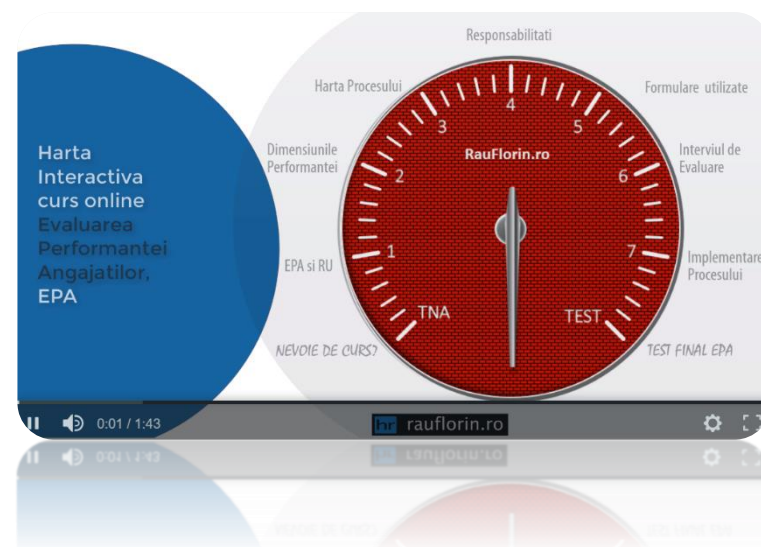 Responsabilitati
Harta Procesului
Formulare utilizate
Dimensiunile
Performantei
Interviul de
Evaluare
EPA si RU
Implementare
Procesului
NEVOIE DE CURS?
TEST FINAL EPA
1
2
3
4
5
6
7
TNA
TEST
RauFlorin.ro
Harta
Interactiva
curs online
Evaluarea
Performantei
Angajatilor,
EPA
0:01 / 1:43
hr rauflorin.ro